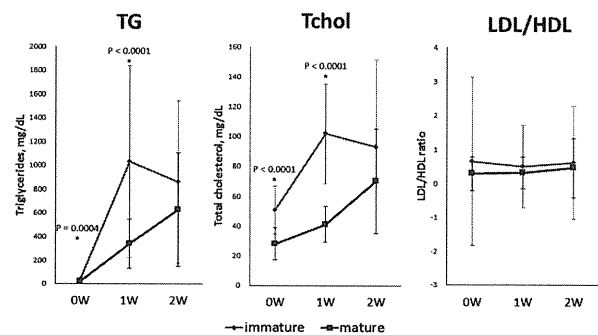 TG
Tchol
LDL/HDL
Triglycerides, mg/dL
2000
1800
1600
1400
1200
1000
800
600
400
200
0
P < 0.0001
*
P = 0.0004
*
0W 1W 2W
Total cholesterol, mg/dL
160
140
120
100
80
60
40
20
0
P < 0.0001
*
P < 0.0001
*
0W 1W 2W
LDL/HDL ratio
5
4
3
2
1
0
-1
-2
-3
0W 1W 2W
immature mature